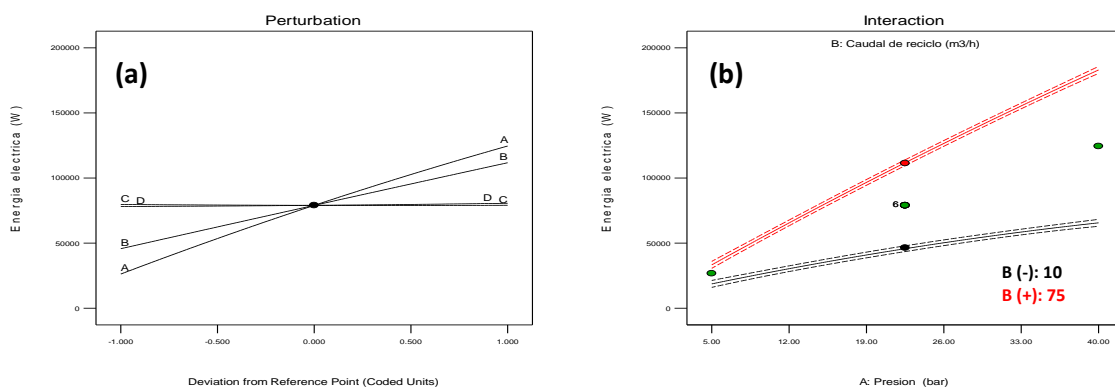 Perturbation
(a)
Energia electrica (W)
200000
150000
100000
50000
0
A
B
C D
D C
B
A
-1.000 -0.500 0.000 0.500 1.000
Deviation from Reference Point (Coded Units)
Interaction
B: Caudal de reciclo (m3/h)
(b)
Energia electrica (W)
200000
150000
100000
50000
0
6
B (-): 10
B (+): 75
5.00 12.00 19.00 26.00 33.00 40.00
A: Presion (bar)